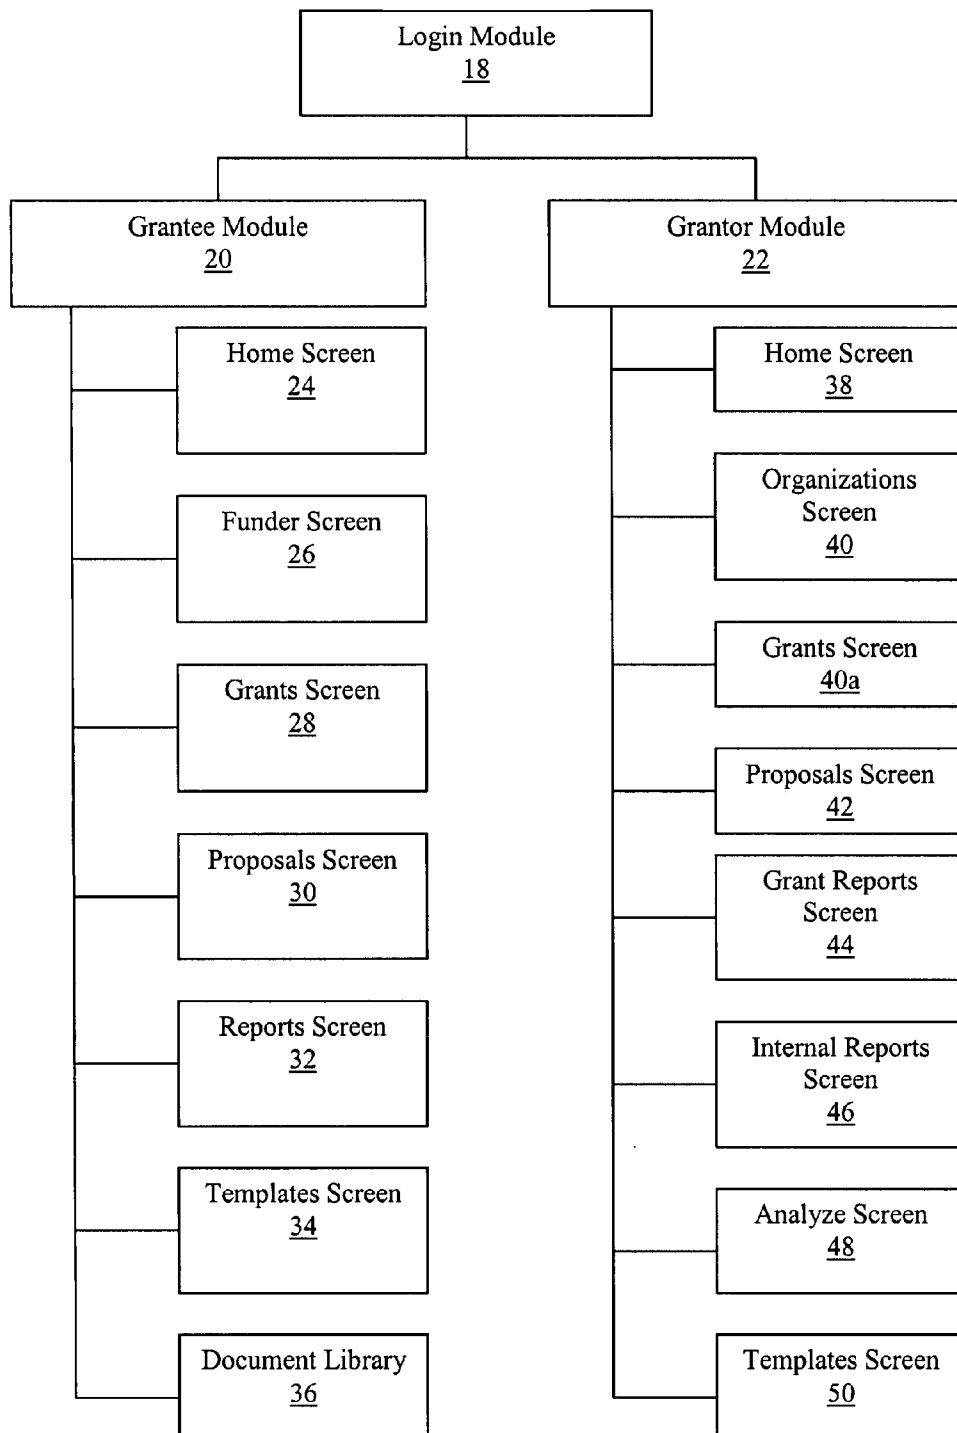 Login Module
18
Grantee Module
20
Home Screen
24
Funder Screen
26
Grants Screen
28
Proposals Screen
30
Reports Screen
32
Templates Screen
34
Document Library
36
Grantor Module
22
Home Screen
38
Organizations
Screen
40
Grants Screen
40a
Proposals Screen
42
Grant Reports
Screen
44
Internal Reports
Screen
46
Analyze Screen
48
Templates Screen
50